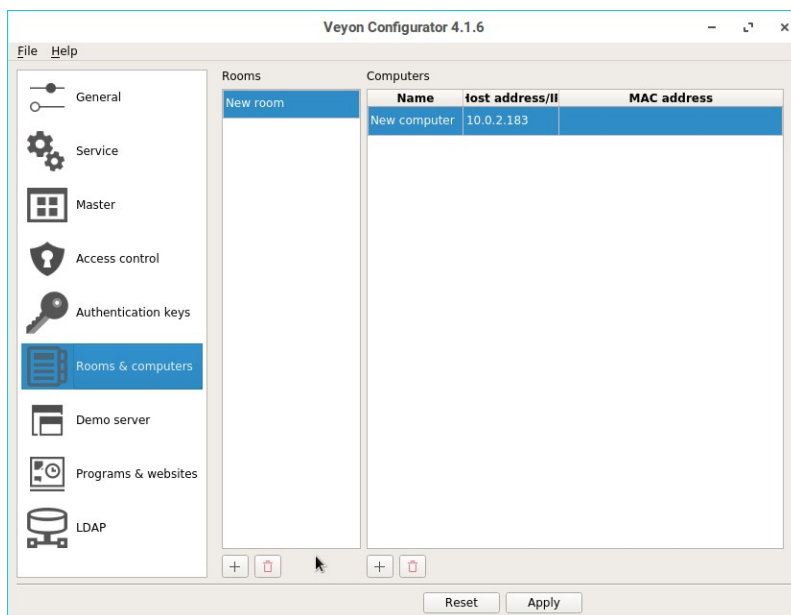 Veyon Configurator 4.1.6
File Help
General
Service
Master
Access control
Authentication keys
Rooms & computers
Demo server
Programs & websites
LDAP
Rooms
New room
Computers
Name Host address/IP MAC address
New computer 10.0.2.183
Reset Apply